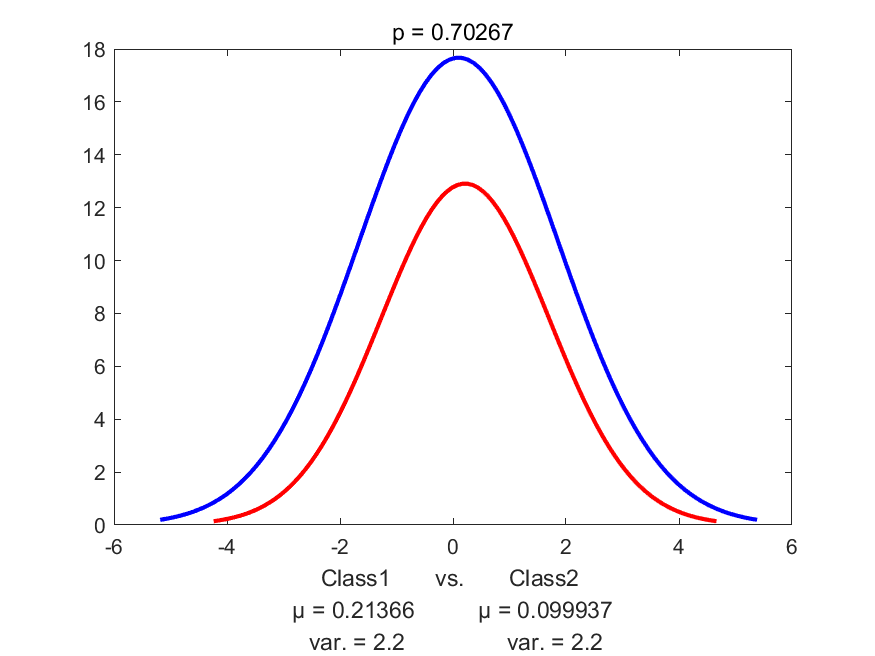 p = 0.70267
18
16
14
12
10
8
6
4
2
0
-6 -4 -2 0 2 4 6
Class1 vs. Class2
μ = 0.21366 μ = 0.099937
var. = 2.2 var. = 2.2